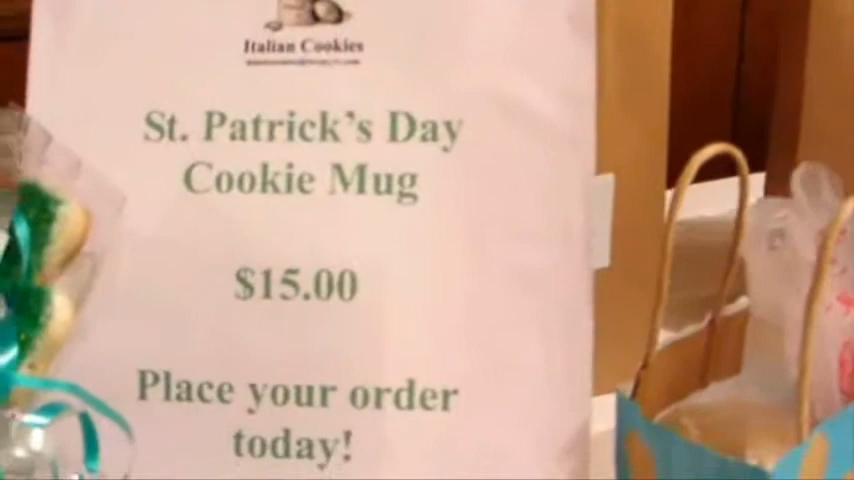 Italian Cookies
St. Patrick's Day
Cookie Mug
$15.00
Place your order
today!